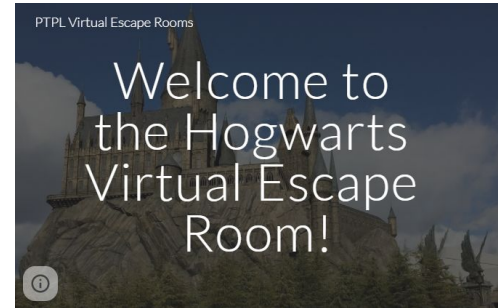 PTPL Virtual Escape Rooms
Welcome to
the Hogwarts
Virtual Escape
Room!